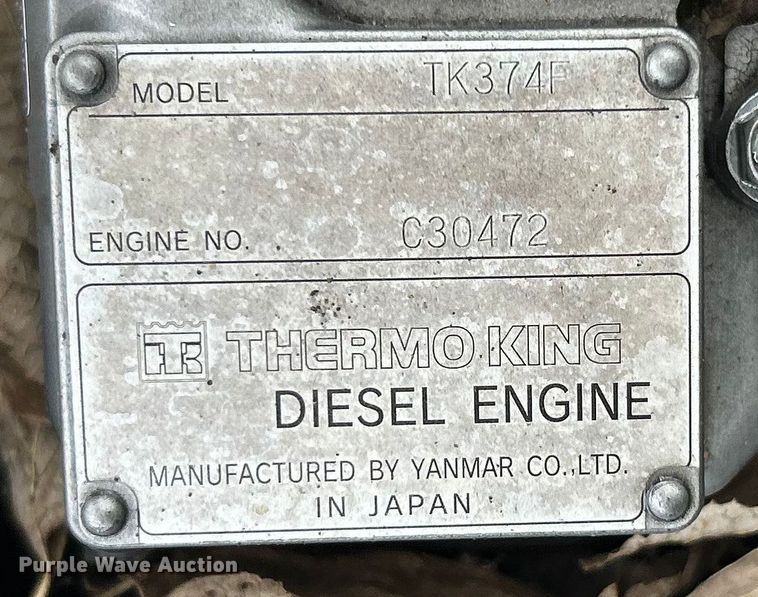 MODEL TK374F
ENGINE NO. C30472
TK THERMO KING
DIESEL ENGINE
MANUFACTURED BY YANMAR CO.,LTD.
IN JAPAN
Purple Wave Auction